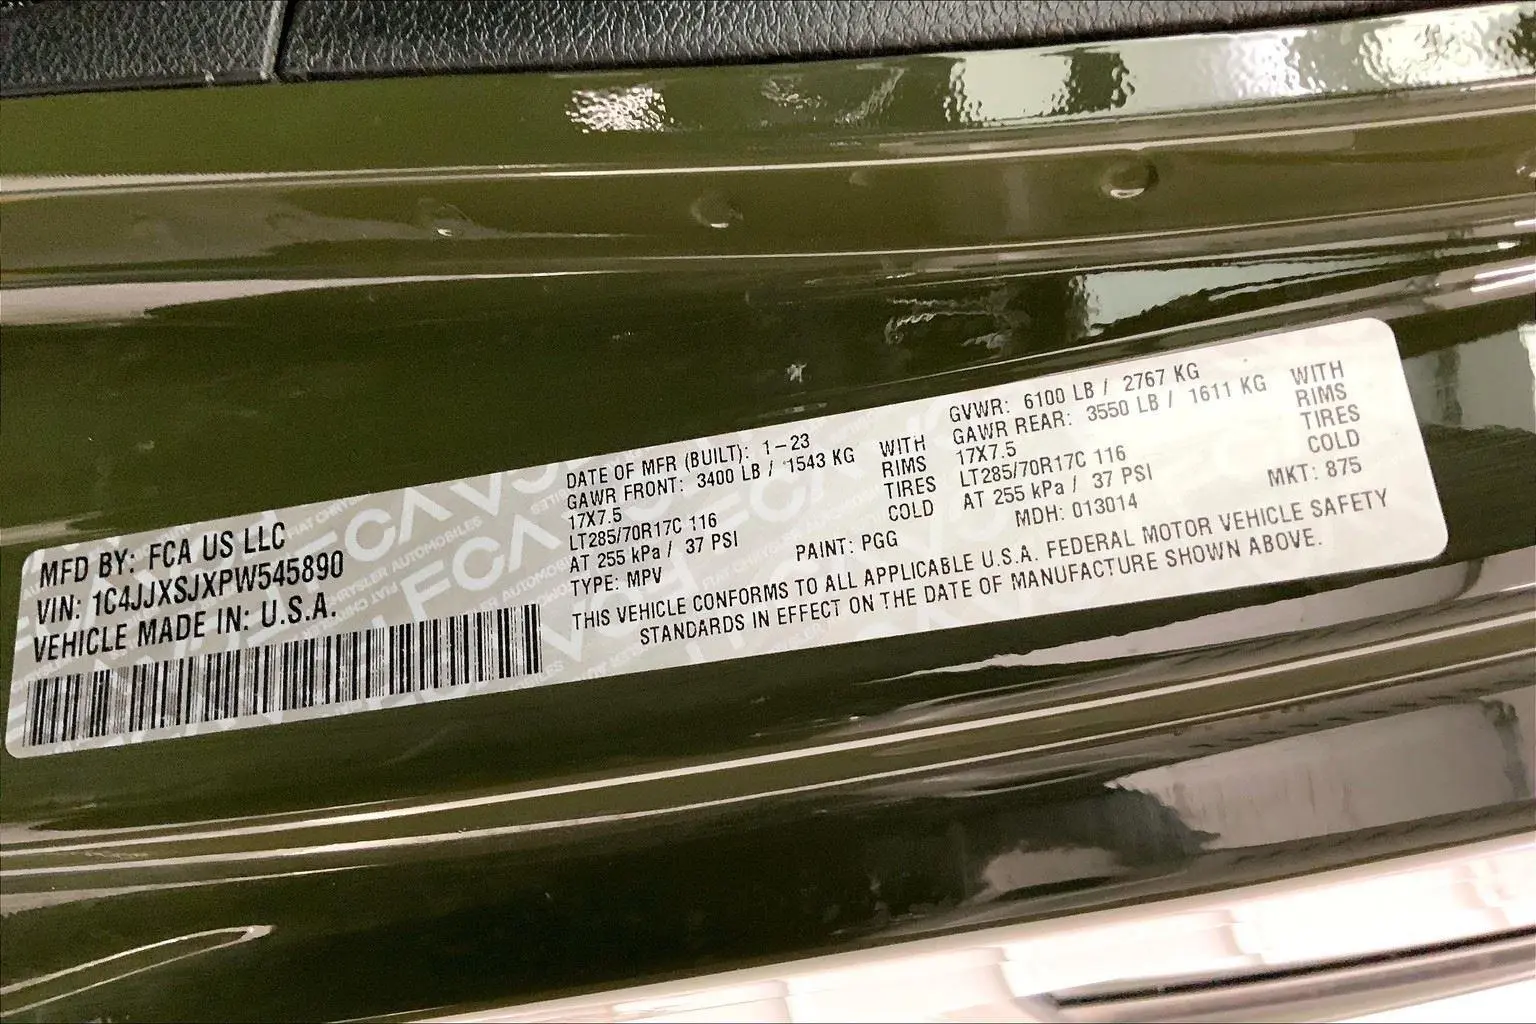 MFD BY: FCA US LLC
VIN: 1C4JJXSJXPW545890
VEHICLE MADE IN: U.S.A.
DATE OF MFR (BUILT): 1-23
GAWR FRONT: 3400 LB / 1543 KG WITH
17X7.5 RIMS
LT285/70R17C 116 TIRES
AT 255 kPa / 37 PSI COLD
TYPE: MPV
PAINT: PGG
GVWR: 6100 LB / 2767 KG
GAWR REAR: 3550 LB / 1611 KG WITH
17X7.5 RIMS
LT285/70R17C 116 TIRES
AT 255 kPa / 37 PSI COLD
MDH: 013014 MKT: 875
THIS VEHICLE CONFORMS TO ALL APPLICABLE U.S.A. FEDERAL MOTOR VEHICLE SAFETY
STANDARDS IN EFFECT ON THE DATE OF MANUFACTURE SHOWN ABOVE.